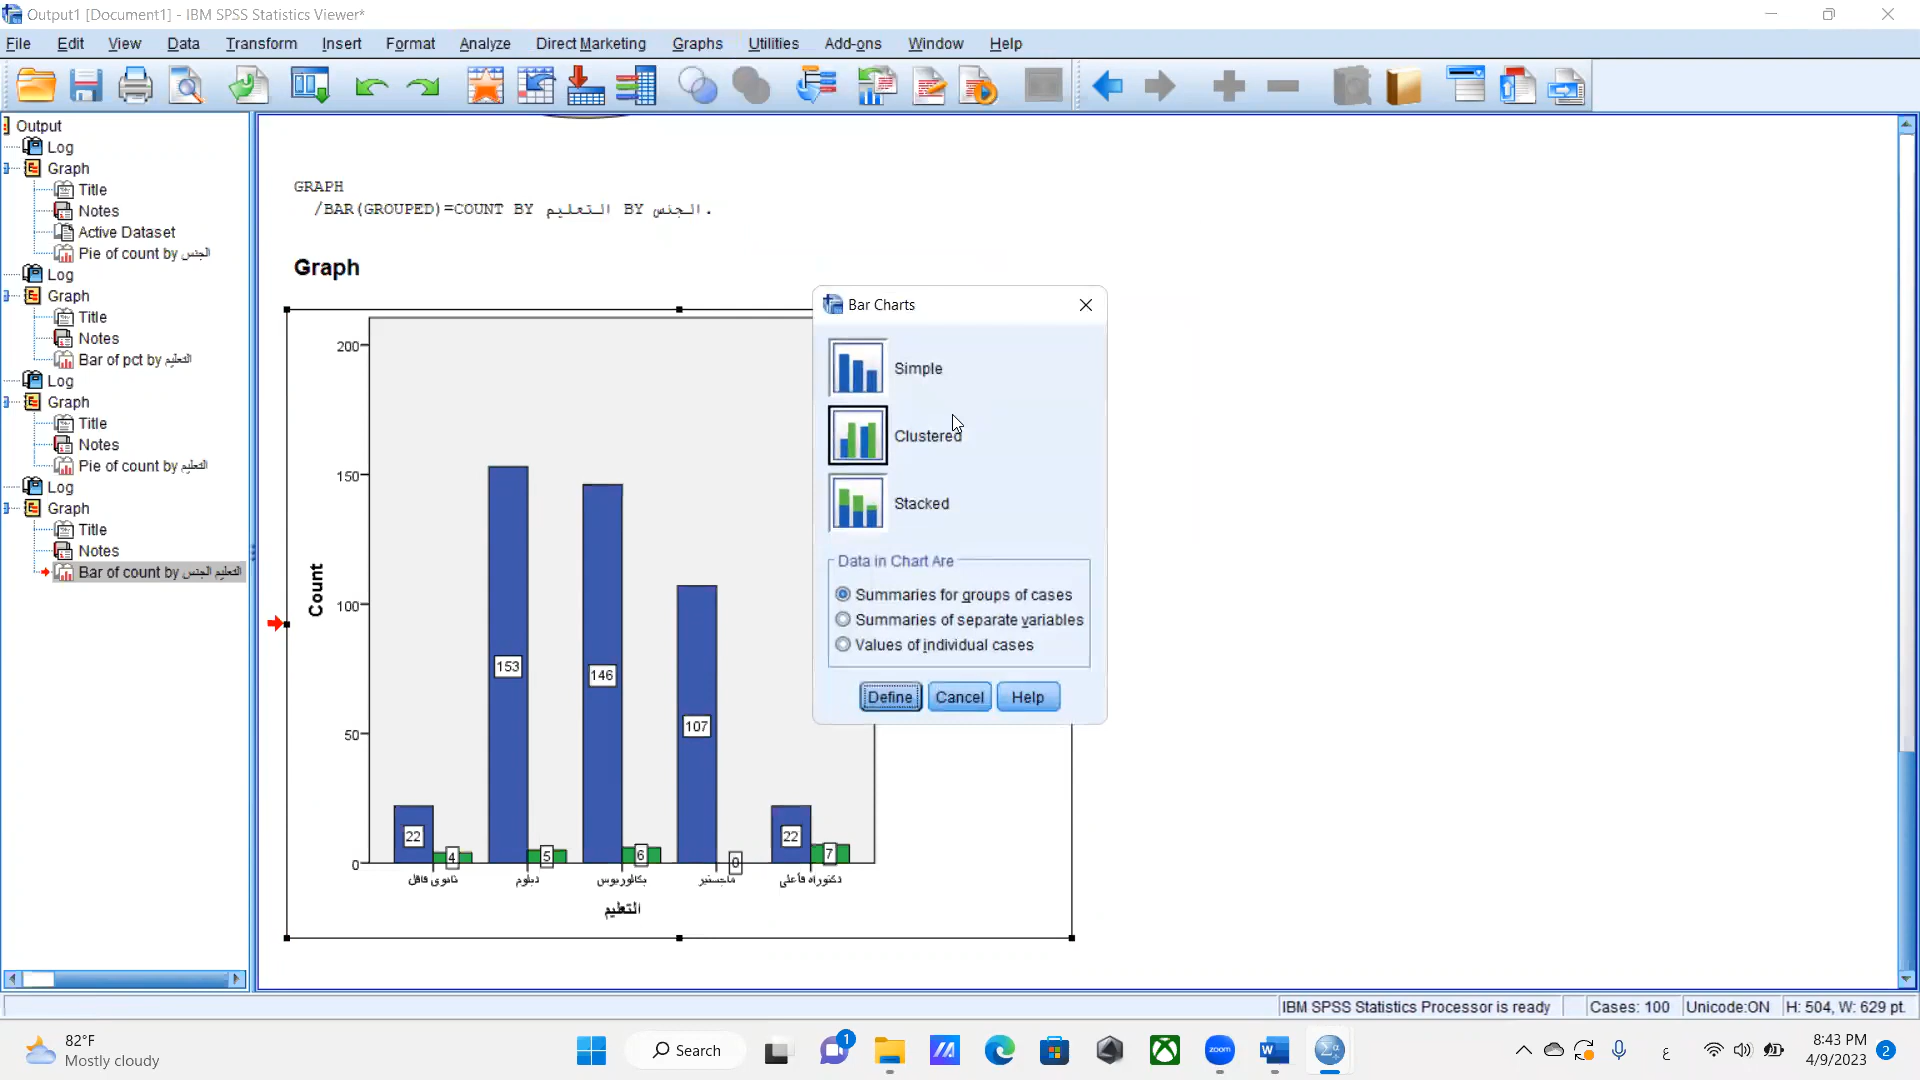 Output1 [Document1] - IBM SPSS Statistics Viewer*
File Edit View Data Transform Insert Format Analyze Direct Marketing Graphs Utilities Add-ons Window Help
Output
Log
Graph
Title
Notes
Active Dataset
Pie of count by الجنس
Log
Graph
Title
Notes
Bar of pct by التعليم
Log
Graph
Title
Notes
Pie of count by التعليم
Log
Graph
Title
Notes
Bar of count by التعليم الجنس
GRAPH
/BAR(GROUPED)=COUNT BY التعليم BY الجنس.
Graph
Count
200
150
100
50
0
153
146
107
22
4
5
6
0
22
7
ثانوي فاقل
دبلوم
بكالوريوس
ماجستير
دكتوراه فأعلى
التعليم
Bar Charts
Simple
Clustered
Stacked
Data in Chart Are
Summaries for groups of cases
Summaries of separate variables
Values of individual cases
Define Cancel Help
IBM SPSS Statistics Processor is ready Cases: 100 Unicode:ON H: 504, W: 629 pt.
82°F
Mostly cloudy
Search
1
zoom
W
Σα
ع
8:43 PM
4/9/2023
2